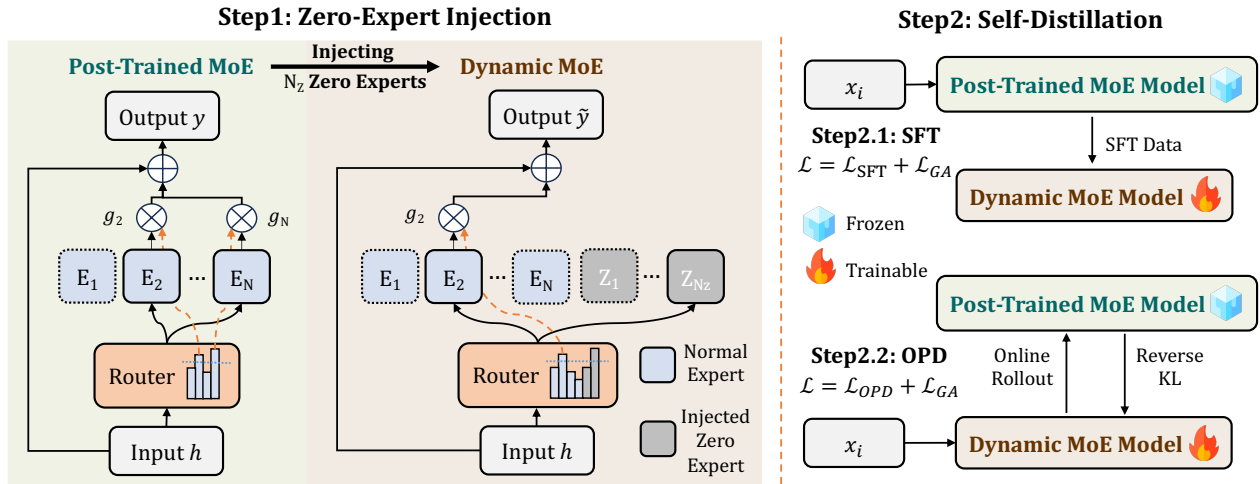 Step1: Zero-Expert Injection
Post-Trained MoE
Injecting
N_Z Zero Experts
Dynamic MoE
Output y
g_2
g_N
E_1
E_2
...
E_N
Router
Input h
Output ỹ
g_2
E_1
E_2
...
E_N
Z_1
...
Z_{Nz}
Router
Input h
Normal
Expert
Injected
Zero
Expert
Step2: Self-Distillation
x_i
Post-Trained MoE Model
Step2.1: SFT
ℒ = ℒ_SFT + ℒ_GA
SFT Data
Dynamic MoE Model
Frozen
Trainable
Post-Trained MoE Model
Step2.2: OPD
ℒ = ℒ_OPD + ℒ_GA
Online
Rollout
Reverse
KL
x_i
Dynamic MoE Model